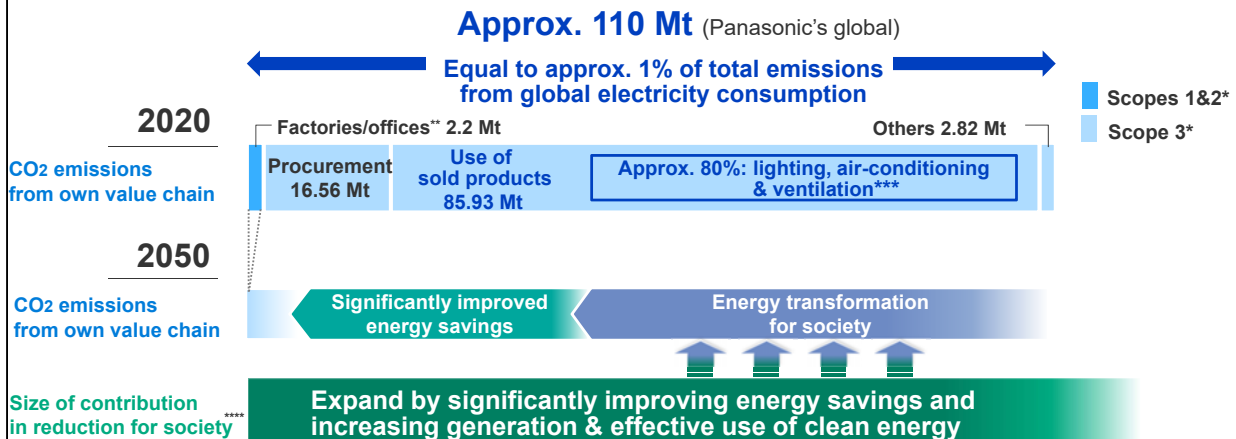 Approx. 110 Mt (Panasonic's global)
Equal to approx. 1% of total emissions
from global electricity consumption
Scopes 1&2*
Scope 3*
2020
Factories/offices** 2.2 Mt
Others 2.82 Mt
CO2 emissions
from own value chain
Procurement
16.56 Mt
Use of
sold products
85.93 Mt
Approx. 80%: lighting, air-conditioning
& ventilation***
2050
CO2 emissions
from own value chain
Significantly improved
energy savings
Energy transformation
for society
Size of contribution
in reduction for society****
Expand by significantly improving energy savings and
increasing generation & effective use of clean energy